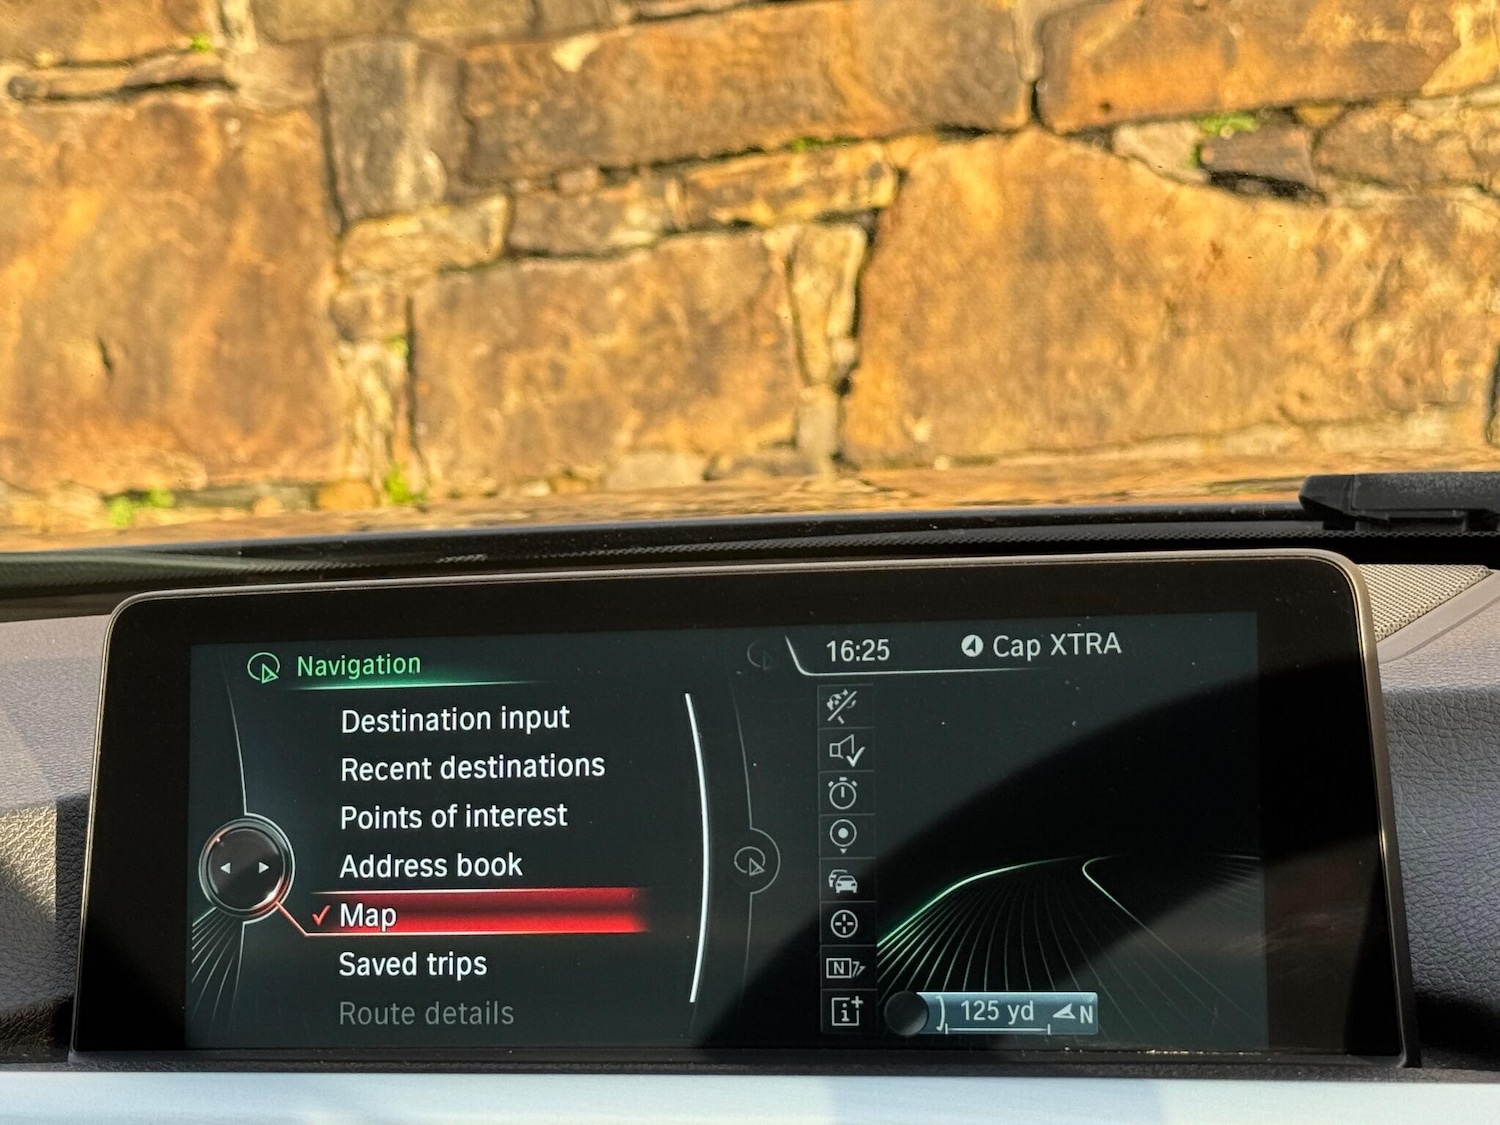 Navigation
Destination input
Recent destinations
Points of interest
Address book
Map
Saved trips
Route details
16:25 Cap XTRA
N
i
125 yd N